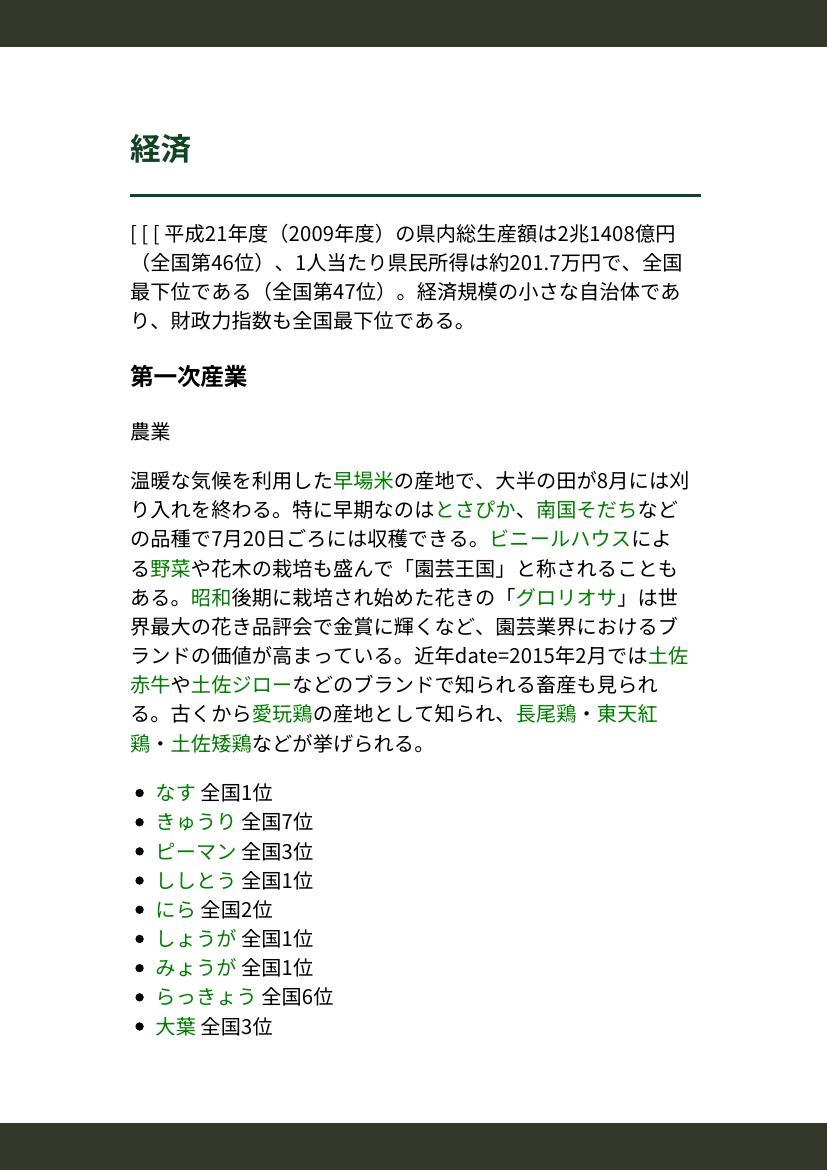 経済
[ [ [ 平成21年度（2009年度）の県内総生産額は2兆1408億円
（全国第46位）、1人当たり県民所得は約201.7万円で、全国
最下位である（全国第47位）。経済規模の小さな自治体であ
り、財政力指数も全国最下位である。
第一次産業
農業
温暖な気候を利用した早場米の産地で、大半の田が8月には刈
り入れを終わる。特に早期なのはとさぴか、南国そだちなど
の品種で7月20日ごろには収穫できる。ビニールハウスによ
る野菜や花木の栽培も盛んで「園芸王国」と称されることも
ある。昭和後期に栽培され始めた花きの「グロリオサ」は世
界最大の花き品評会で金賞に輝くなど、園芸業界におけるブ
ランドの価値が高まっている。近年date=2015年2月では土佐
赤牛や土佐ジローなどのブランドで知られる畜産も見られ
る。古くから愛玩鶏の産地として知られ、長尾鶏・東天紅
鶏・土佐矮鶏などが挙げられる。
• なす 全国1位
• きゅうり 全国7位
• ピーマン 全国3位
• ししとう 全国1位
• にら 全国2位
• しょうが 全国1位
• みょうが 全国1位
• らっきょう 全国6位
• 大葉 全国3位